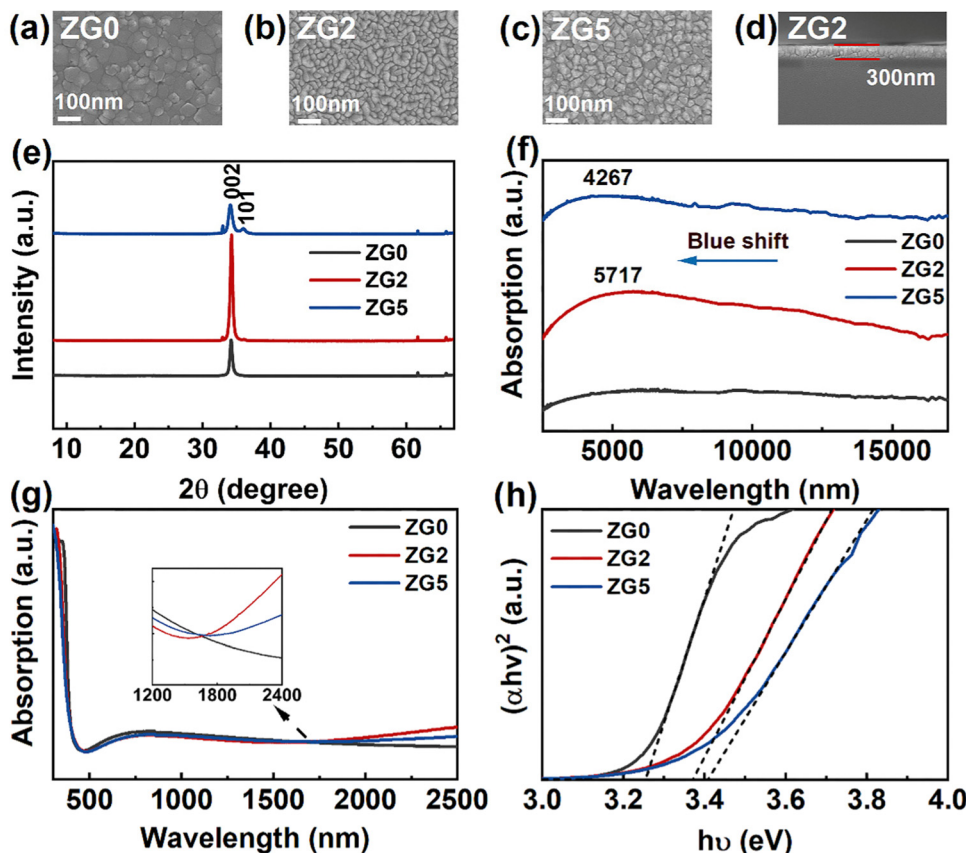 (a) ZG0
100nm
(b) ZG2
100nm
(c) ZG5
100nm
(d) ZG2
300nm
(e)
Intensity (a.u.)
002
101
ZG0
ZG2
ZG5
10 20 30 40 50 60
2θ (degree)
(f)
Absorption (a.u.)
4267
Blue shift
5717
ZG0
ZG2
ZG5
5000 10000 15000
Wavelength (nm)
(g)
Absorption (a.u.)
ZG0
ZG2
ZG5
1200 1800 2400
500 1000 1500 2000 2500
Wavelength (nm)
(h)
(αhν)² (a.u.)
ZG0
ZG2
ZG5
3.0 3.2 3.4 3.6 3.8 4.0
hυ (eV)